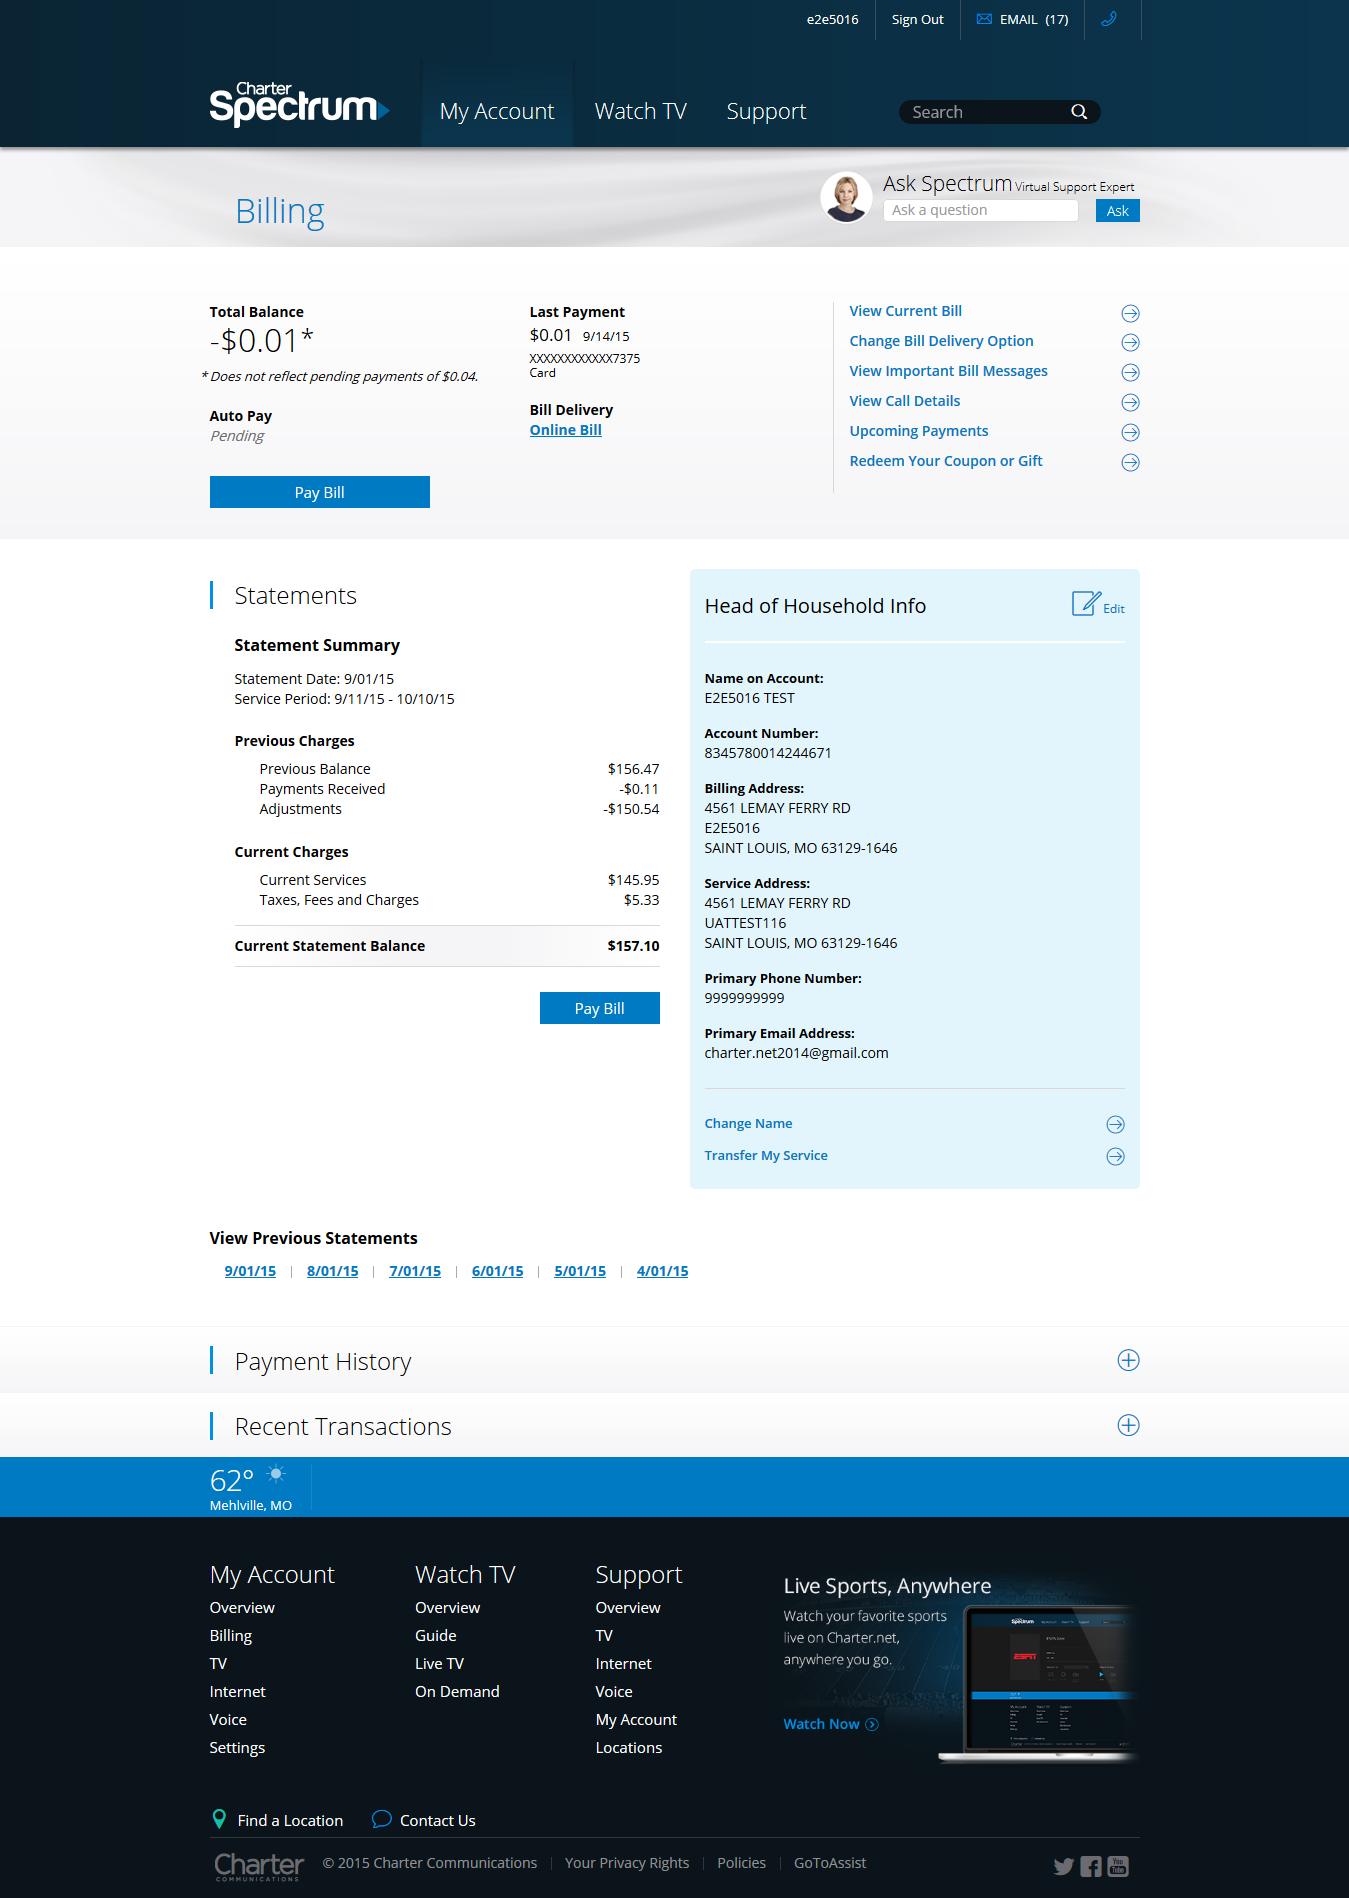 e2e5016
Sign Out
EMAIL (17)
Charter
Spectrum
My Account
Watch TV
Support
Search
Billing
Ask Spectrum Virtual Support Expert
Ask a question
Ask
Total Balance
-$0.01*
* Does not reflect pending payments of $0.04.
Auto Pay
Pending
Pay Bill
Last Payment
$0.01 9/14/15
XXXXXXXXXXXX7375
Card
Bill Delivery
Online Bill
View Current Bill
Change Bill Delivery Option
View Important Bill Messages
View Call Details
Upcoming Payments
Redeem Your Coupon or Gift
Statements
Statement Summary
Statement Date: 9/01/15
Service Period: 9/11/15 - 10/10/15
Previous Charges
Previous Balance $156.47
Payments Received -$0.11
Adjustments -$150.54
Current Charges
Current Services $145.95
Taxes, Fees and Charges $5.33
Current Statement Balance $157.10
Pay Bill
Head of Household Info
Edit
Name on Account:
E2E5016 TEST
Account Number:
8345780014244671
Billing Address:
4561 LEMAY FERRY RD
E2E5016
SAINT LOUIS, MO 63129-1646
Service Address:
4561 LEMAY FERRY RD
UATTEST116
SAINT LOUIS, MO 63129-1646
Primary Phone Number:
9999999999
Primary Email Address:
charter.net2014@gmail.com
Change Name
Transfer My Service
View Previous Statements
9/01/15 | 8/01/15 | 7/01/15 | 6/01/15 | 5/01/15 | 4/01/15
Payment History
Recent Transactions
62°
Mehlville, MO
My Account
Overview
Billing
TV
Internet
Voice
Settings
Watch TV
Overview
Guide
Live TV
On Demand
Support
Overview
TV
Internet
Voice
My Account
Locations
Live Sports, Anywhere
Watch your favorite sports
live on Charter.net,
anywhere you go.
Watch Now
Spectrum
ESPN
Find a Location
Contact Us
Charter
COMMUNICATIONS
© 2015 Charter Communications | Your Privacy Rights | Policies | GoToAssist
You
Tube